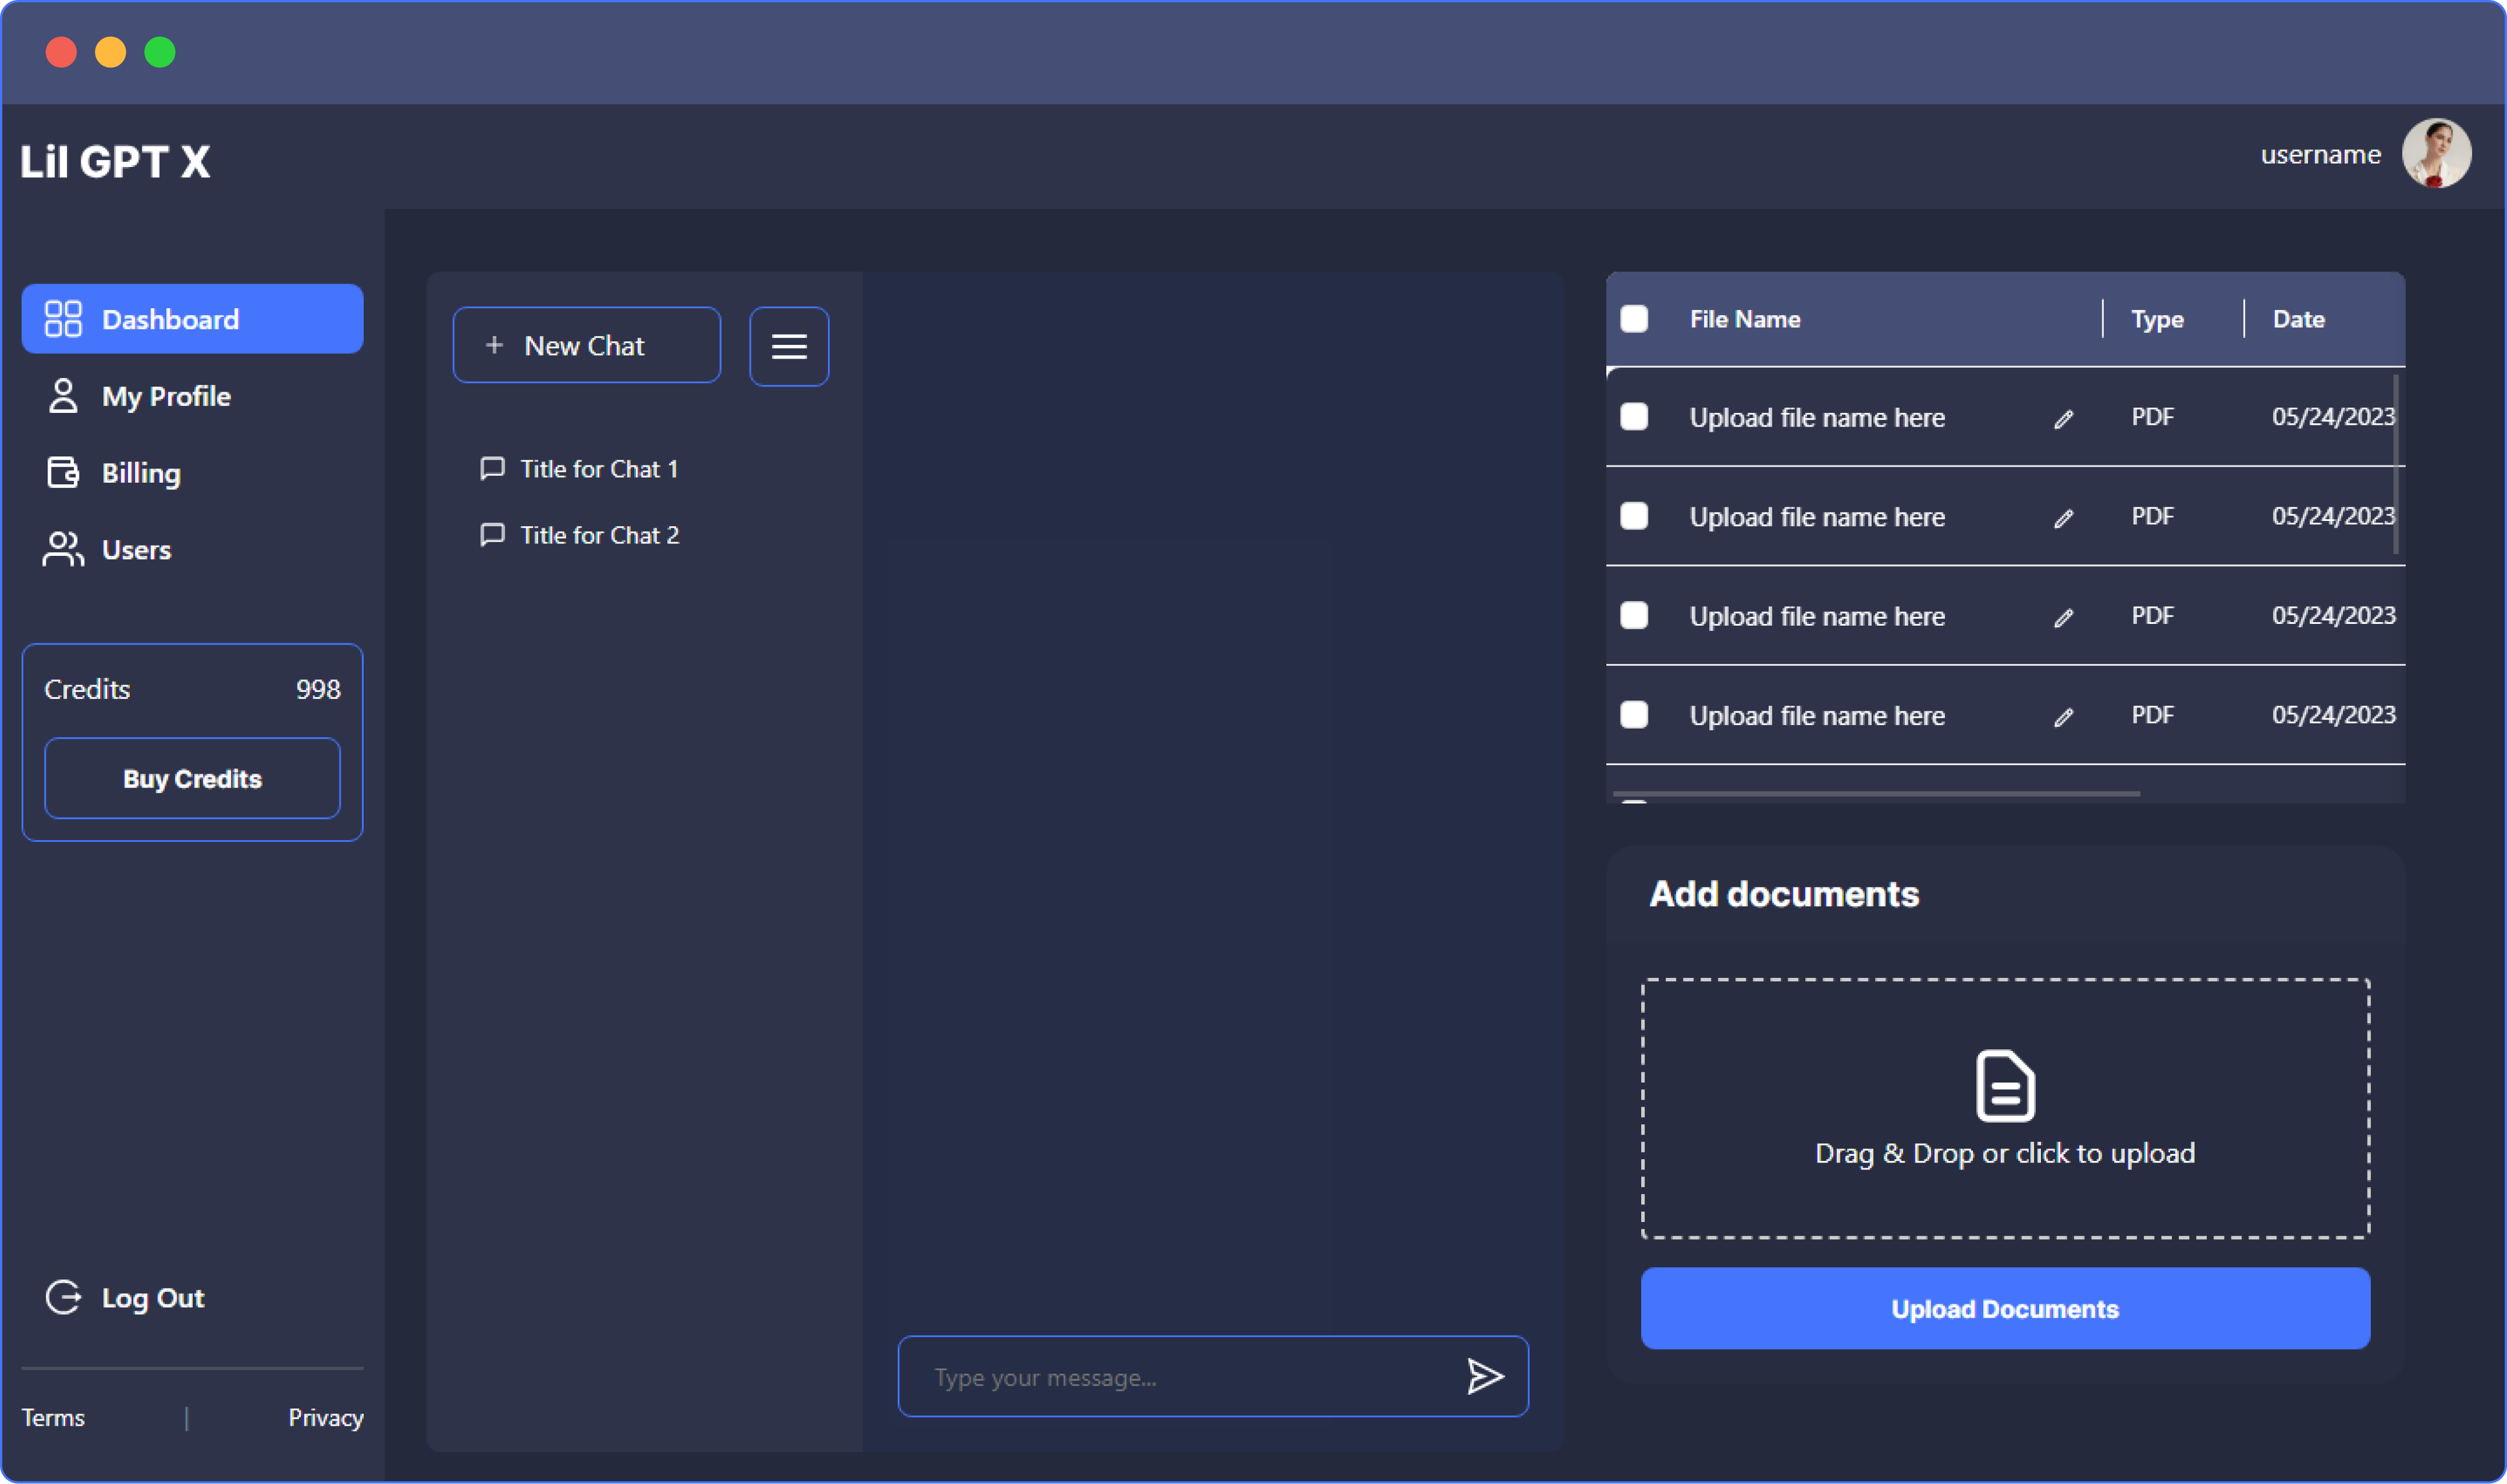 Lil GPT X
username
Dashboard
My Profile
Billing
Users
Credits 998
Buy Credits
Log Out
Terms | Privacy
+ New Chat
Title for Chat 1
Title for Chat 2
Type your message...
File Name | Type | Date
Upload file name here PDF 05/24/2023
Upload file name here PDF 05/24/2023
Upload file name here PDF 05/24/2023
Upload file name here PDF 05/24/2023
Add documents
Drag & Drop or click to upload
Upload Documents